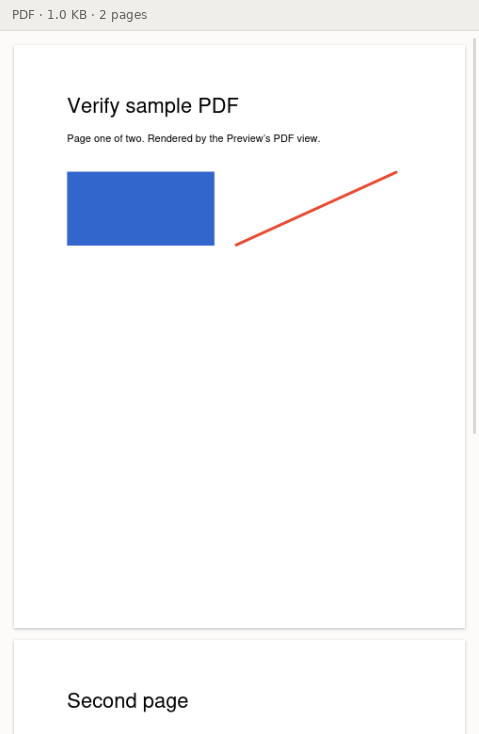 PDF · 1.0 KB · 2 pages
Verify sample PDF
Page one of two. Rendered by the Preview's PDF view.
Second page